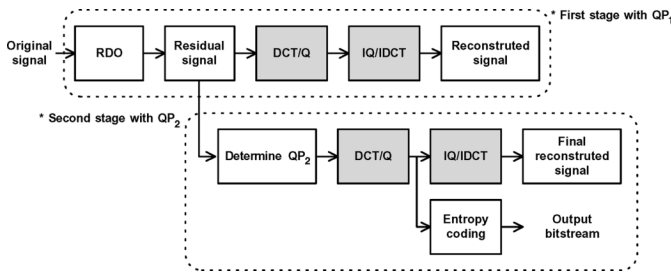 * First stage with QP₁
Original
signal
RDO
Residual
signal
DCT/Q
IQ/IDCT
Reconstruted
signal
* Second stage with QP₂
Determine QP₂
DCT/Q
IQ/IDCT
Final
reconstruted
signal
Entropy
coding
Output
bitstream